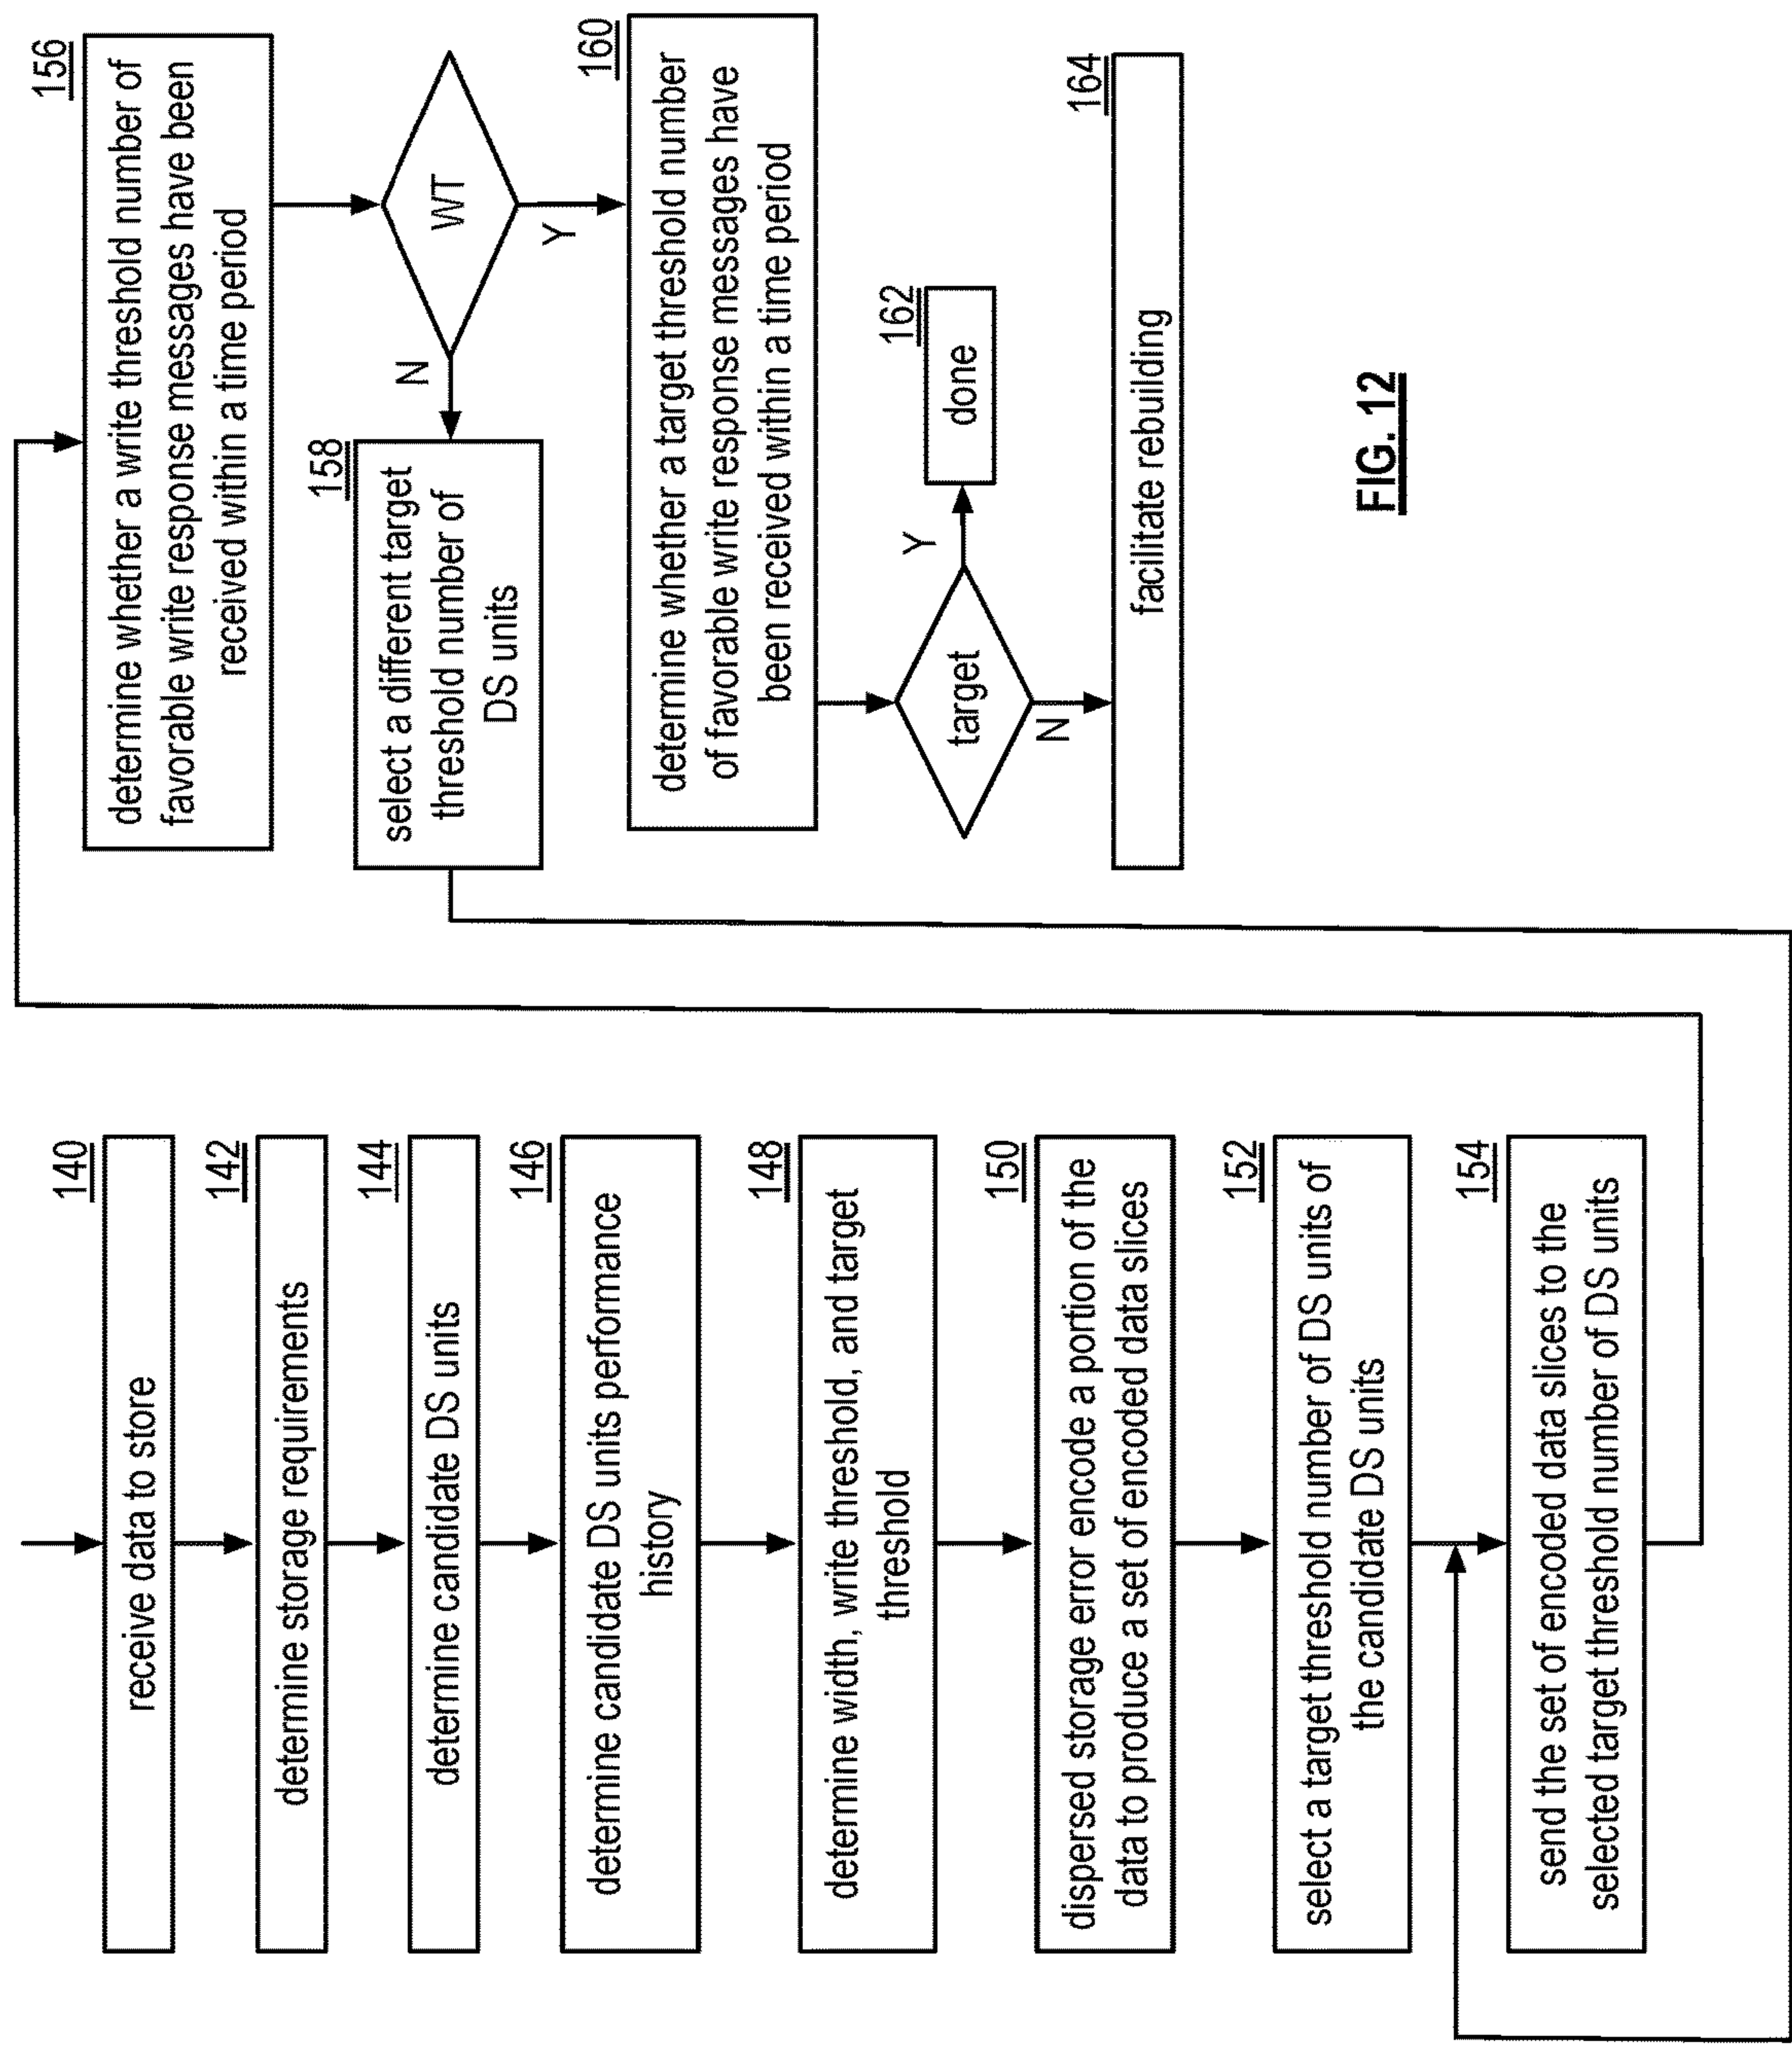 140
receive data to store
142
determine storage requirements
144
determine candidate DS units
146
determine candidate DS units performance
history
148
determine width, write threshold, and target
threshold
150
dispersed storage error encode a portion of the
data to produce a set of encoded data slices
152
select a target threshold number of DS units of
the candidate DS units
154
send the set of encoded data slices to the
selected target threshold number of DS units
156
determine whether a write threshold number of
favorable write response messages have been
received within a time period
WT
N
Y
158
select a different target
threshold number of
DS units
160
determine whether a target threshold number
of favorable write response messages have
been received within a time period
target
Y
N
162
done
164
facilitate rebuilding
FIG. 12